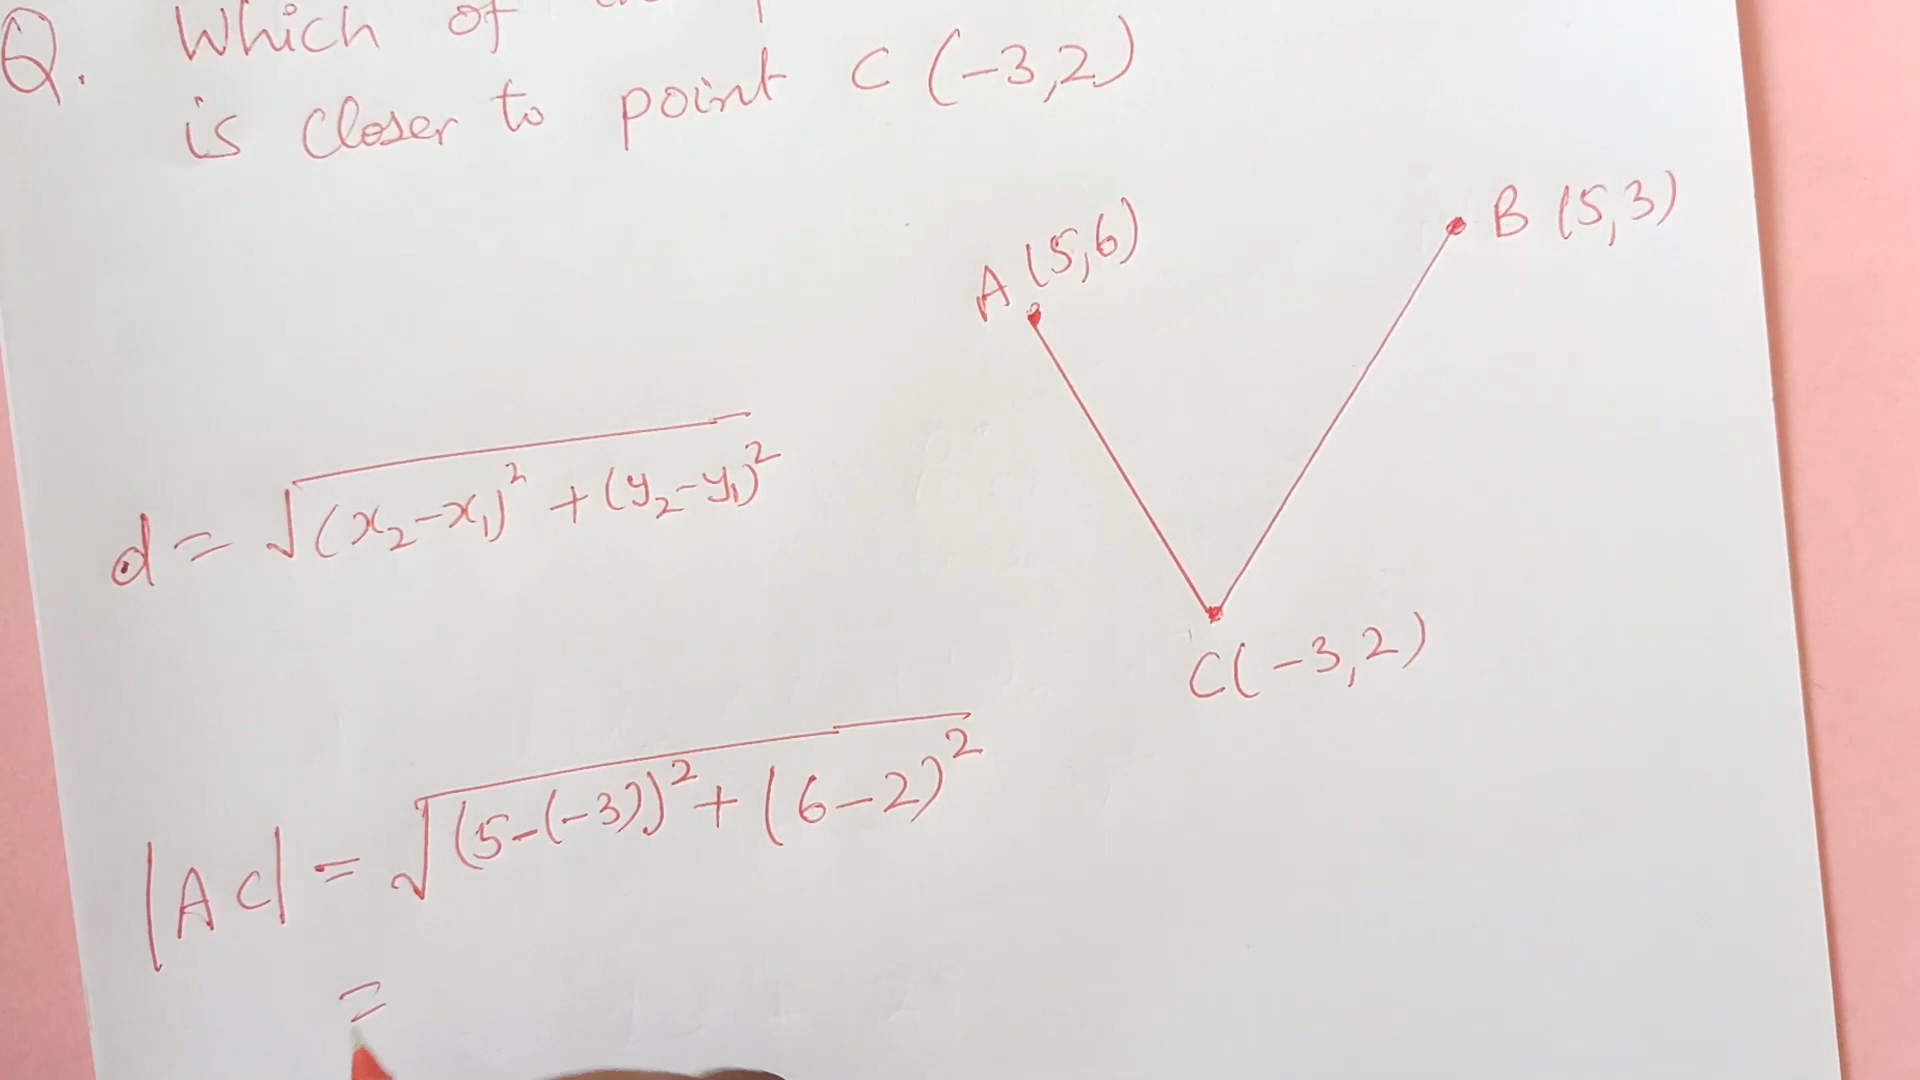 Q. Which of
is closer to point C (-3,2)
A (5,6)
B (5,3)
d = √(x₂-x₁)² + (y₂-y₁)²
C(-3,2)
|AC| = √(5-(-3))² + (6-2)²
=